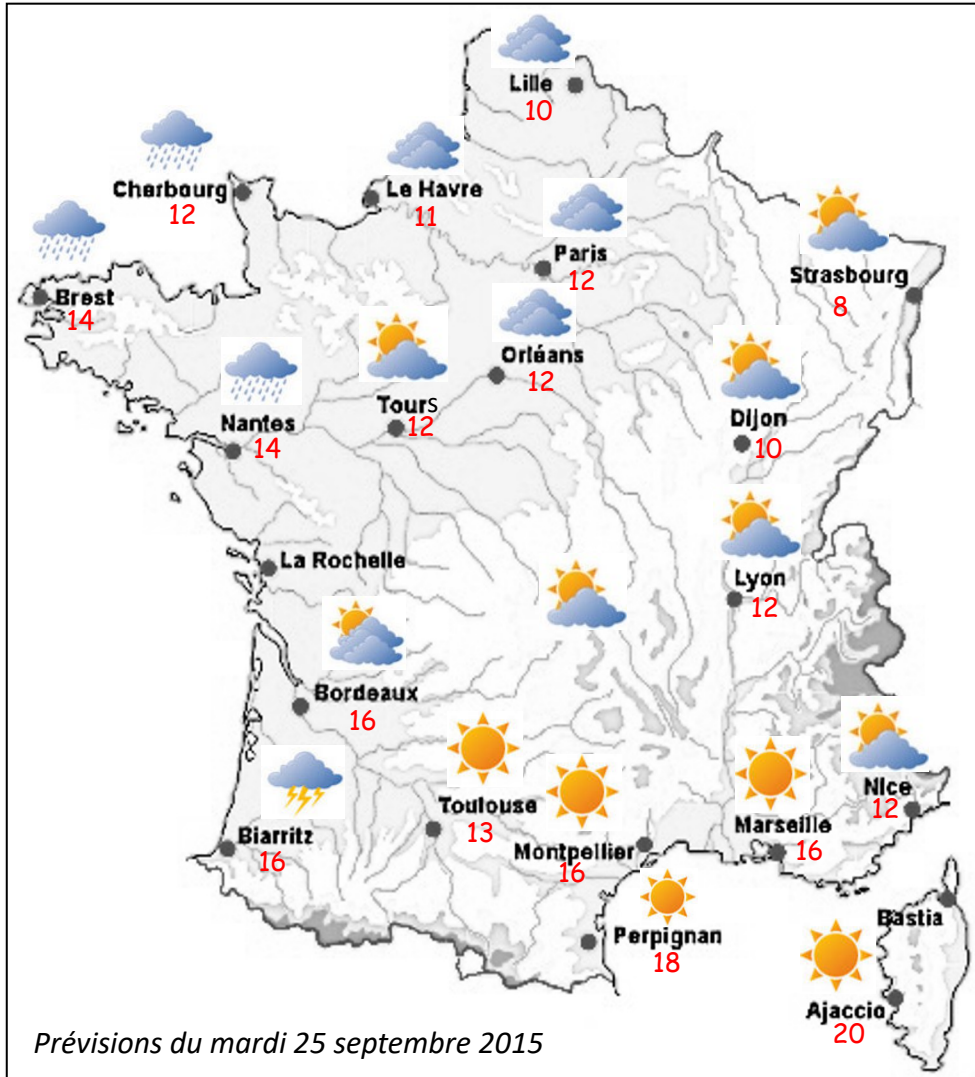 Lille
10
Cherbourg
12
Le Havre
11
Paris
12
Strasbourg
8
Brest
14
Orléans
12
Tours
12
Nantes
14
Dijon
10
La Rochelle
Lyon
12
Bordeaux
16
Toulouse
13
Nice
12
Marseille
16
Biarritz
16
Montpellier
16
Perpignan
18
Bastia
Ajaccio
20
Prévisions du mardi 25 septembre 2015